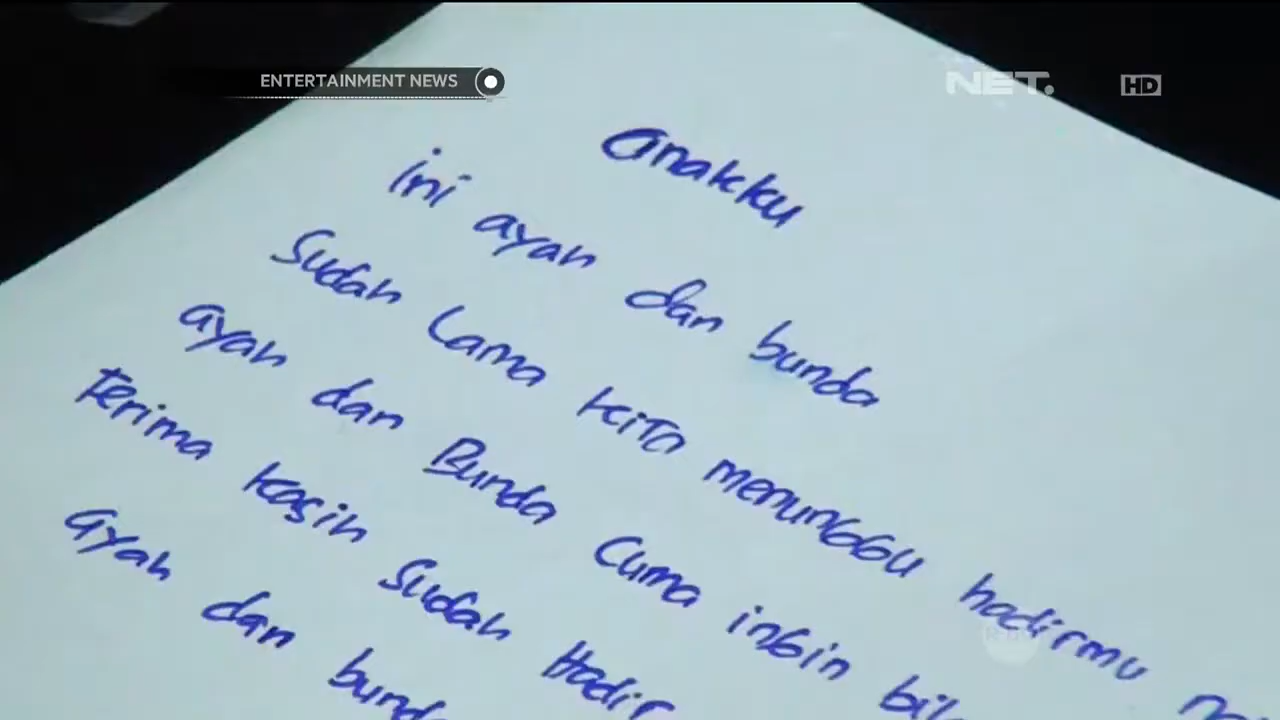 ENTERTAINMENT NEWS
NET.
HD
anakku
ini ayah dan bunda
Sudah Lama kita menunggu hadirmu
ayah dan Bunda Cuma ingin
Terima kasih Sudah Hadir
ayah dan